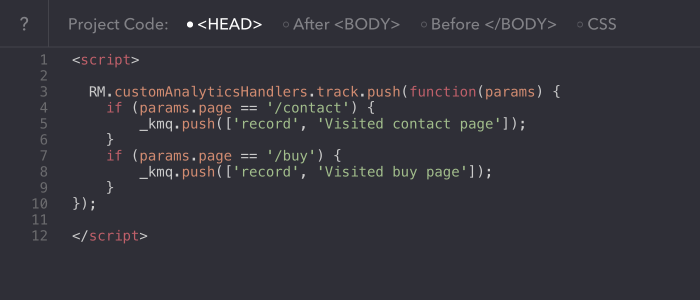 ? Project Code: <HEAD> After <BODY> Before </BODY> CSS
1 <script>
2
3 RM.customAnalyticsHandlers.track.push(function(params) {
4 if (params.page == '/contact') {
5 _kmq.push(['record', 'Visited contact page']);
6 }
7 if (params.page == '/buy') {
8 _kmq.push(['record', 'Visited buy page']);
9 }
10 });
11
12 </script>